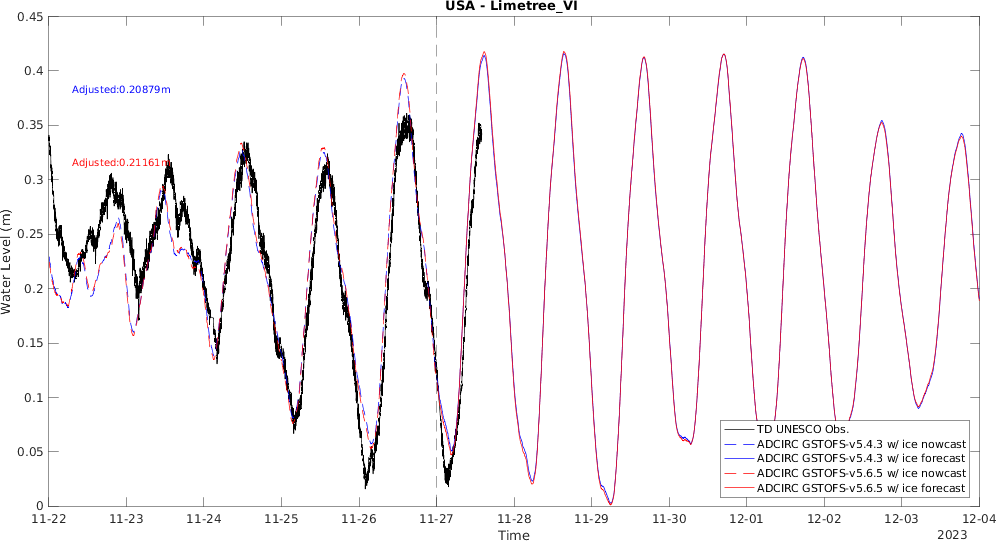 USA - Limetree_VI
0.45
0.4
0.35
0.3
0.25
0.2
0.15
0.1
0.05
0
Water Level (m)
Adjusted:0.20879m
Adjusted:0.21161m
TD UNESCO Obs.
ADCIRC GSTOFS-v5.4.3 w/ ice nowcast
ADCIRC GSTOFS-v5.4.3 w/ ice forecast
ADCIRC GSTOFS-v5.6.5 w/ ice nowcast
ADCIRC GSTOFS-v5.6.5 w/ ice forecast
11-22 11-23 11-24 11-25 11-26 11-27 11-28 11-29 11-30 12-01 12-02 12-03 12-04
Time
2023